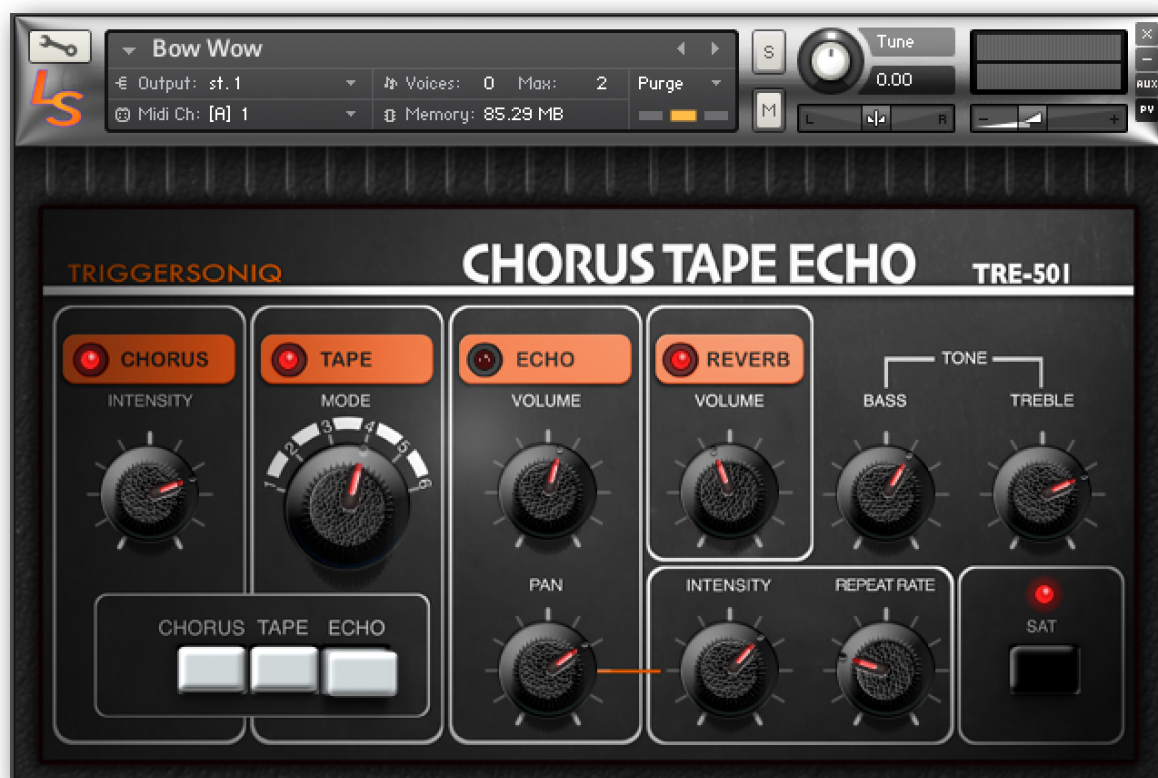 Bow Wow
S
Tune
×
-
Output: st.1
Voices: 0 Max: 2
Purge
0.00
AUX
LS
Midi Ch: [A] 1
Memory: 85.29 MB
M
L R
- +
PV
TRIGGERSONIQ
CHORUS TAPE ECHO
TRE-501
CHORUS
TAPE
ECHO
REVERB
TONE
INTENSITY
MODE
VOLUME
VOLUME
BASS
TREBLE
1 2 3 4 5 6
PAN
INTENSITY
REPEAT RATE
CHORUS TAPE ECHO
SAT